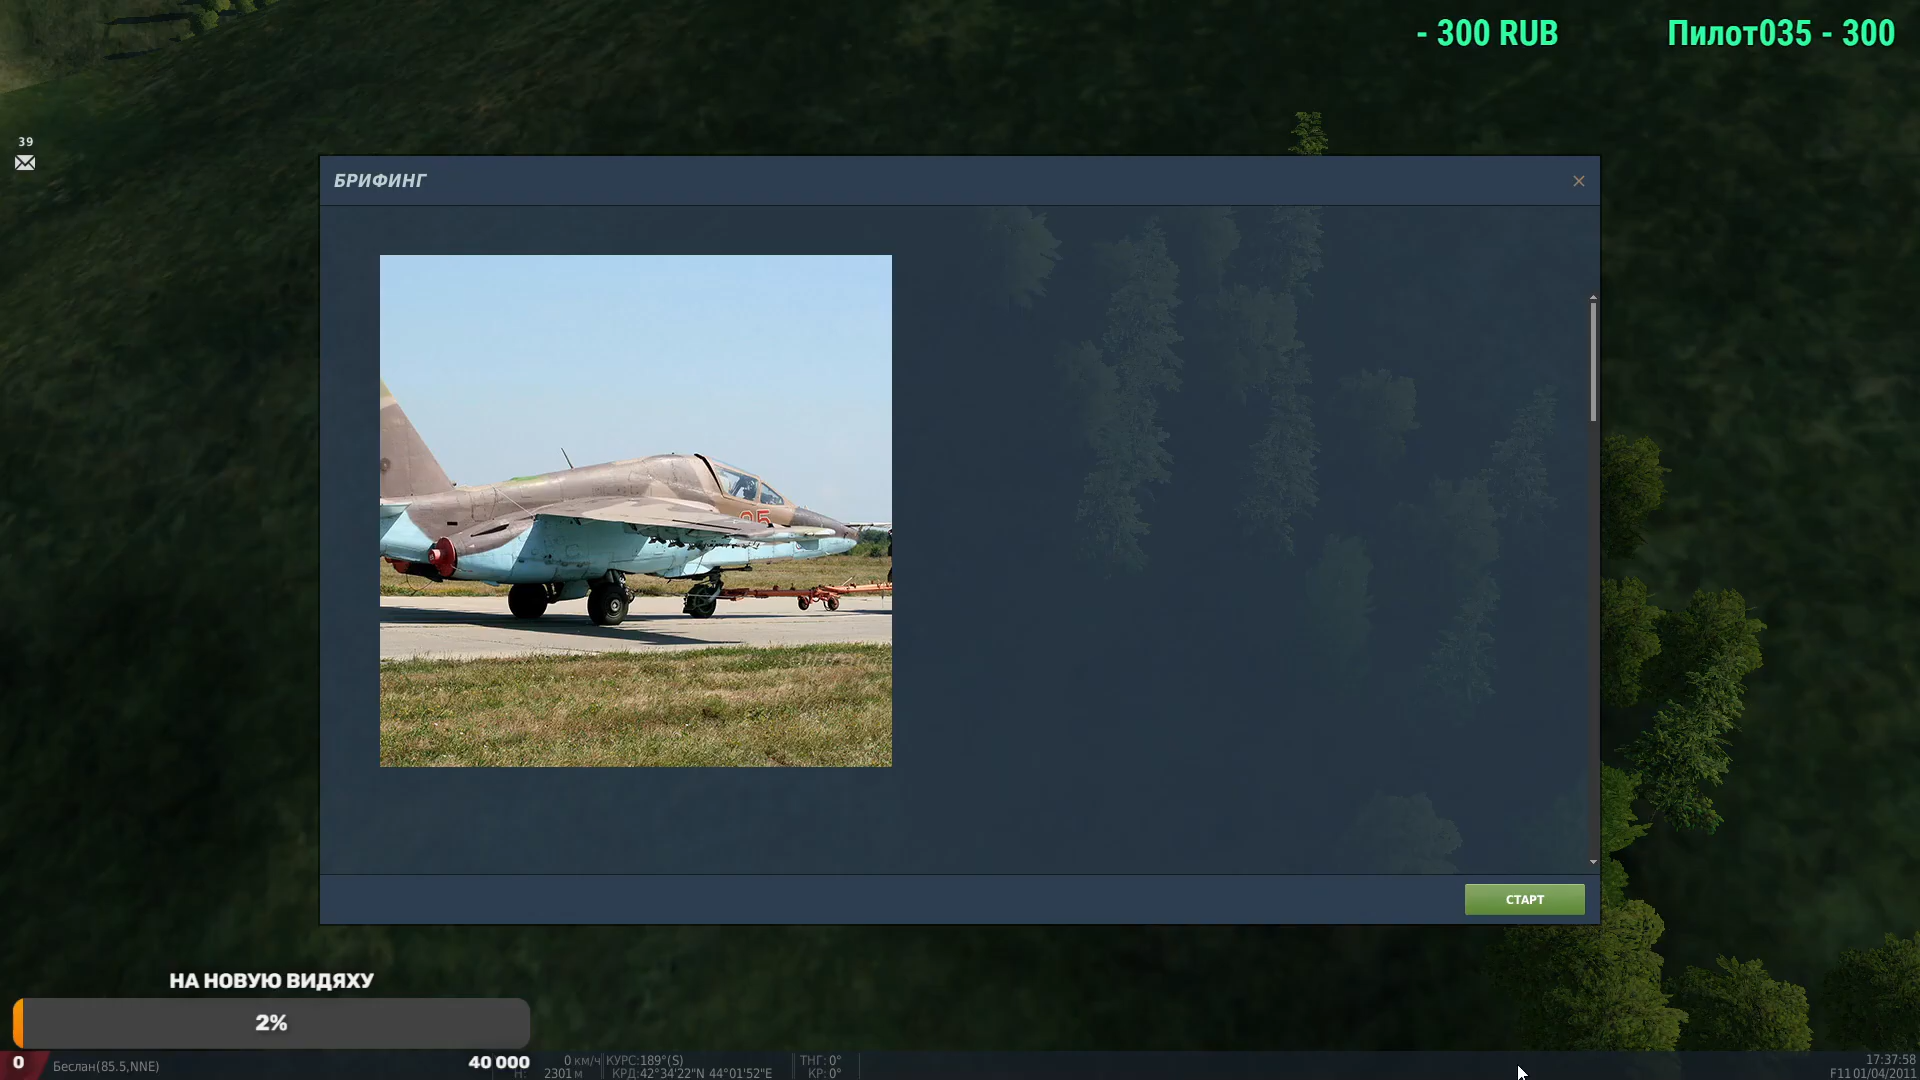 - 300 RUB
Пилот035 - 300
39
БРИФИНГ
СТАРТ
НА НОВУЮ ВИДЯХУ
2%
0
40 000
Беслан(85.5,NNE)
0 км/ч
КУРС:189°(S)
ТНГ: 0°
17:37:58
Н:
2301 м
КРД:42°34'22"N 44°01'52"E
КР: 0°
F11 01/04/2011